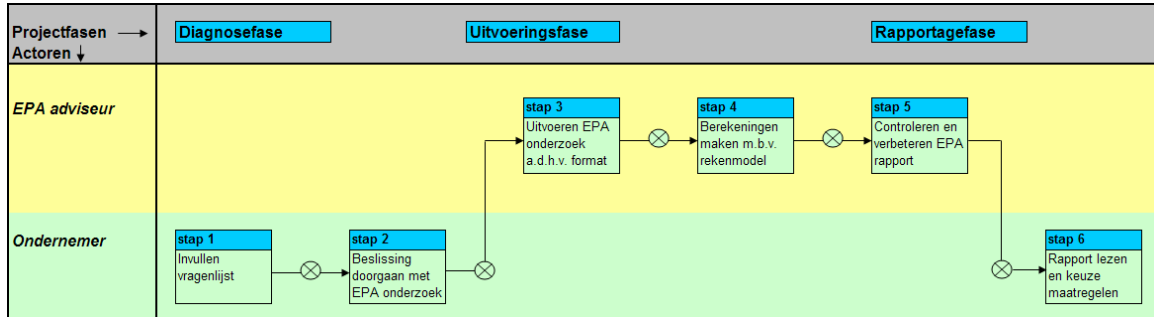 Projectfasen
Actoren
Diagnosefase
Uitvoeringsfase
Rapportagefase
EPA adviseur
stap 3
Uitvoeren EPA
onderzoek
a.d.h.v. format
stap 4
Berekeningen
maken m.b.v.
rekenmodel
stap 5
Controleren en
verbeteren EPA
rapport
Ondernemer
stap 1
Invullen
vragenlijst
stap 2
Beslissing
doorgaan met
EPA onderzoek
stap 6
Rapport lezen
en keuze
maatregelen